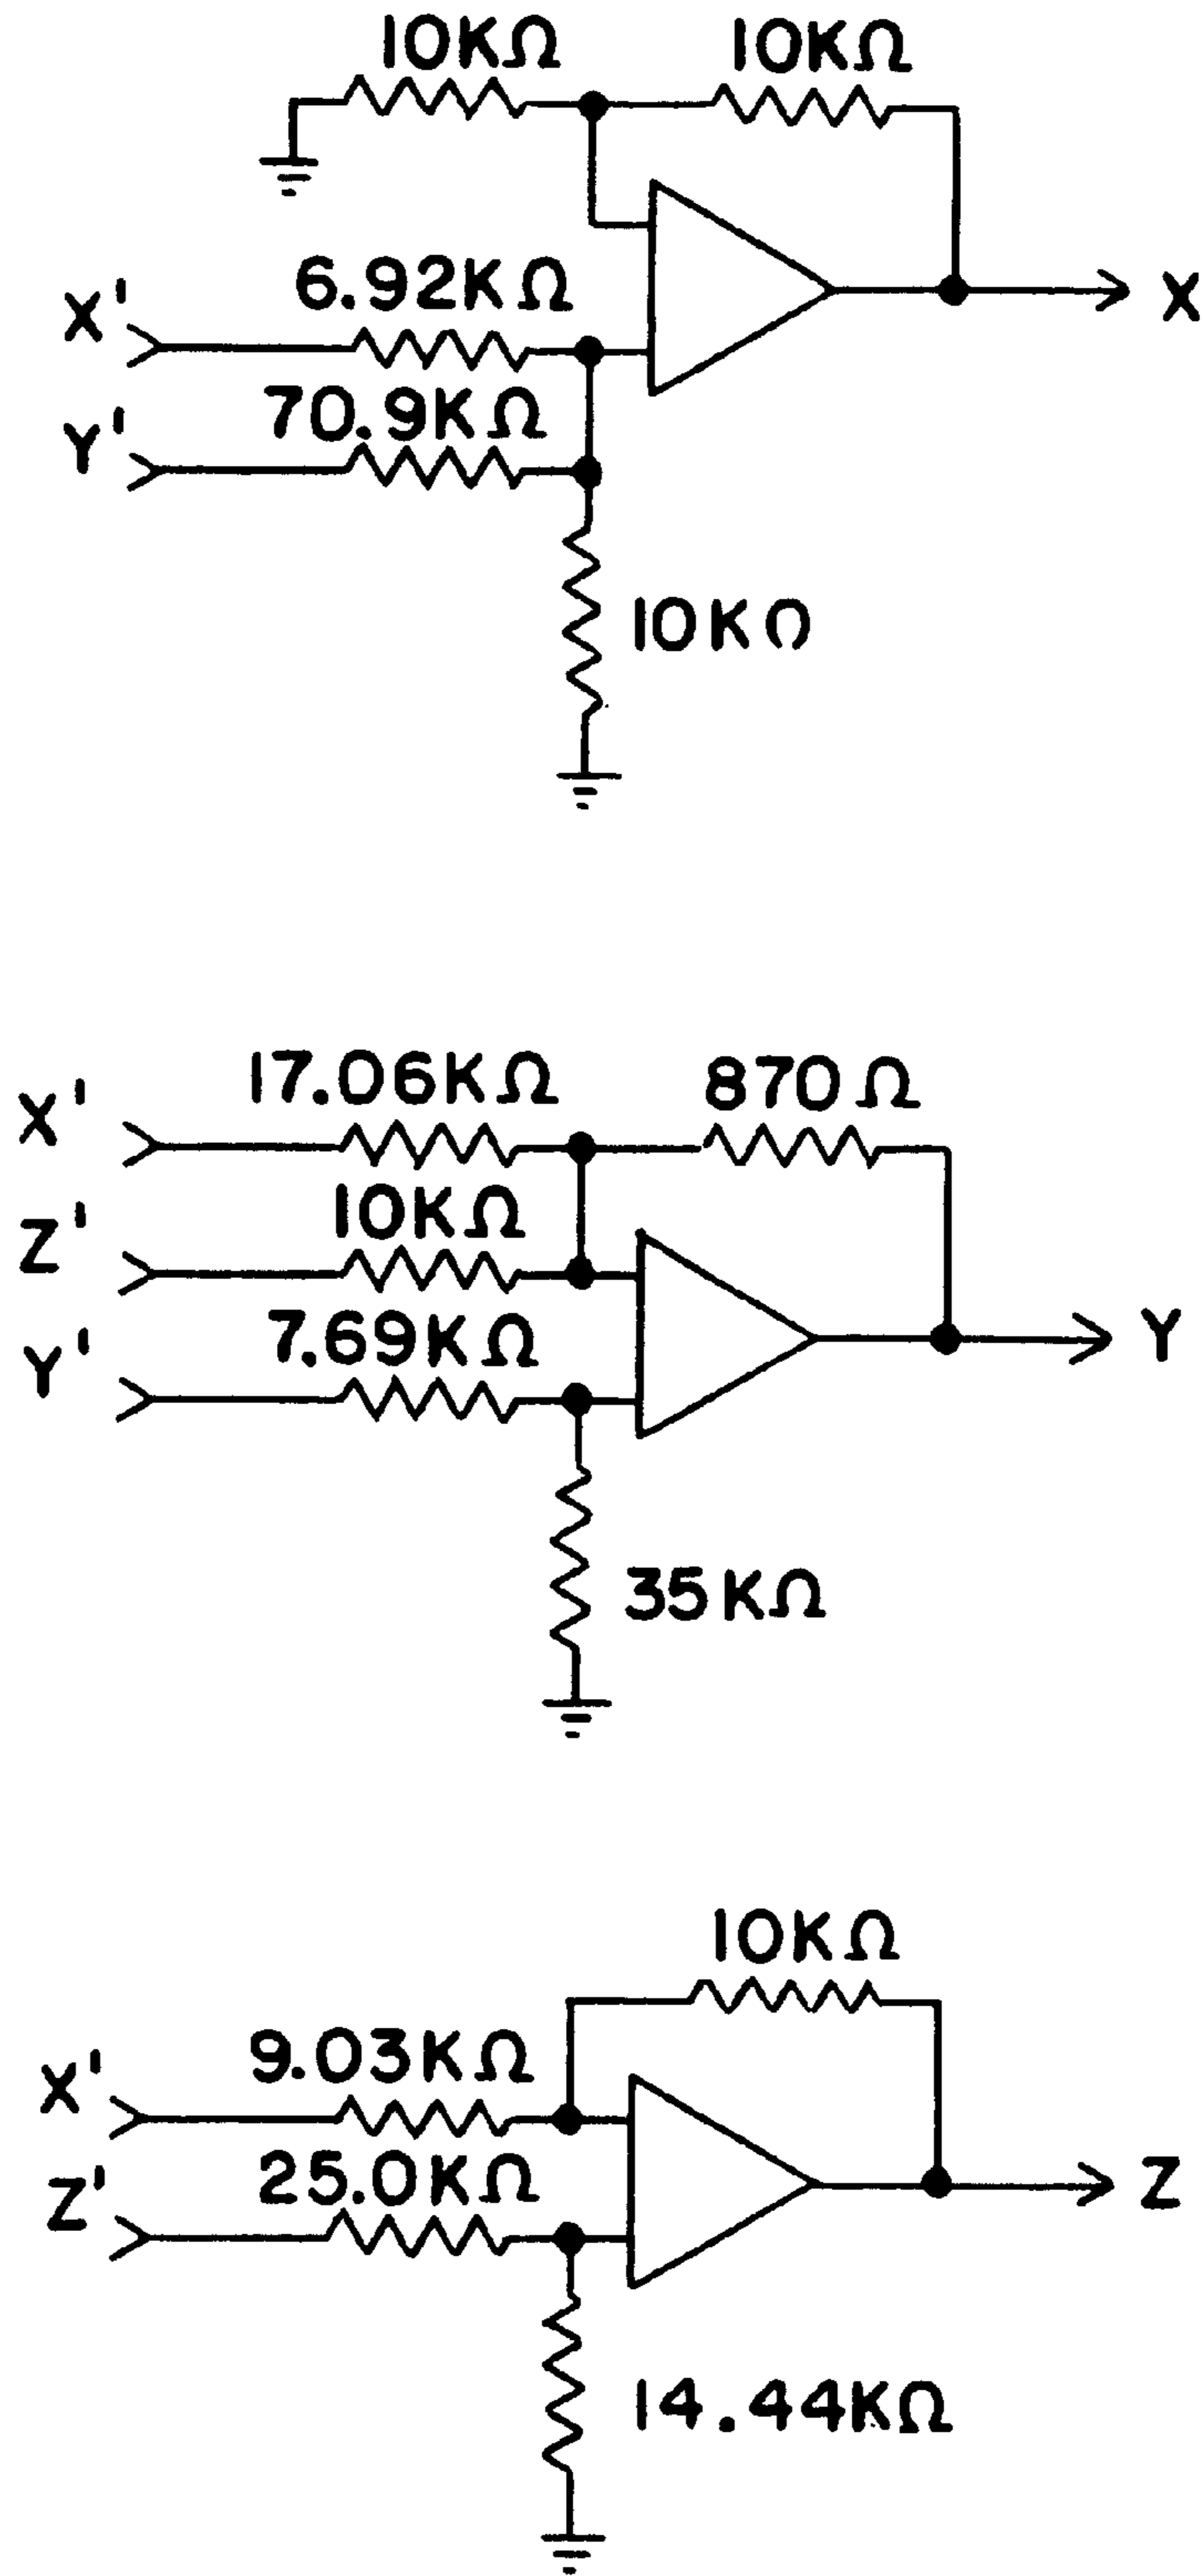 10KΩ 10KΩ
X' 6.92KΩ X
Y' 70.9KΩ
10KΩ
X' 17.06KΩ 870Ω
Z' 10KΩ
Y' 7.69KΩ Y
35KΩ
10KΩ
X' 9.03KΩ
Z' 25.0KΩ Z
14.44KΩ